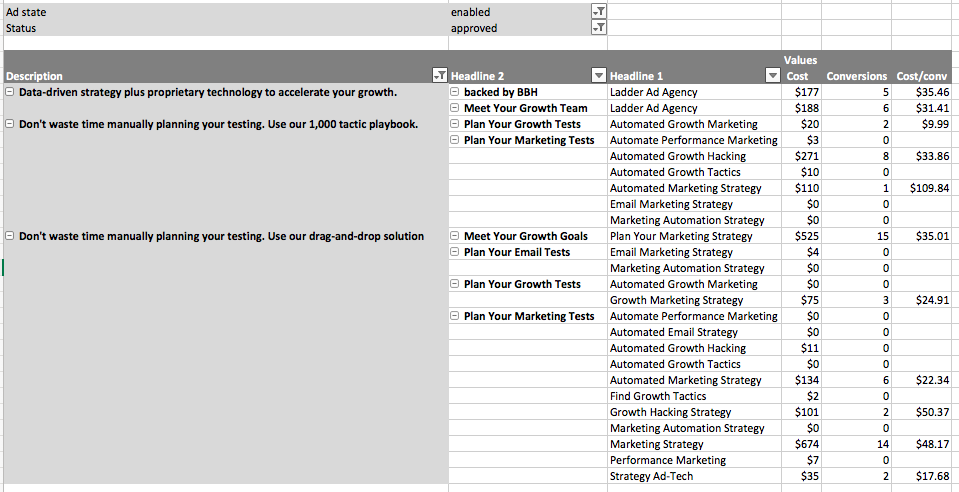 Ad state enabled
Status approved
Values
Description Headline 2 Headline 1 Cost Conversions Cost/conv
Data-driven strategy plus proprietary technology to accelerate your growth. backed by BBH Ladder Ad Agency $177 5 $35.46
Meet Your Growth Team Ladder Ad Agency $188 6 $31.41
Don't waste time manually planning your testing. Use our 1,000 tactic playbook. Plan Your Growth Tests Automated Growth Marketing $20 2 $9.99
Plan Your Marketing Tests Automate Performance Marketing $3 0
Automated Growth Hacking $271 8 $33.86
Automated Growth Tactics $10 0
Automated Marketing Strategy $110 1 $109.84
Email Marketing Strategy $0 0
Marketing Automation Strategy $0 0
Don't waste time manually planning your testing. Use our drag-and-drop solution Meet Your Growth Goals Plan Your Marketing Strategy $525 15 $35.01
Plan Your Email Tests Email Marketing Strategy $4 0
Marketing Automation Strategy $0 0
Plan Your Growth Tests Automated Growth Marketing $0 0
Growth Marketing Strategy $75 3 $24.91
Plan Your Marketing Tests Automate Performance Marketing $0 0
Automated Email Strategy $0 0
Automated Growth Hacking $11 0
Automated Growth Tactics $0 0
Automated Marketing Strategy $134 6 $22.34
Find Growth Tactics $2 0
Growth Hacking Strategy $101 2 $50.37
Marketing Automation Strategy $0 0
Marketing Strategy $674 14 $48.17
Performance Marketing $7 0
Strategy Ad-Tech $35 2 $17.68